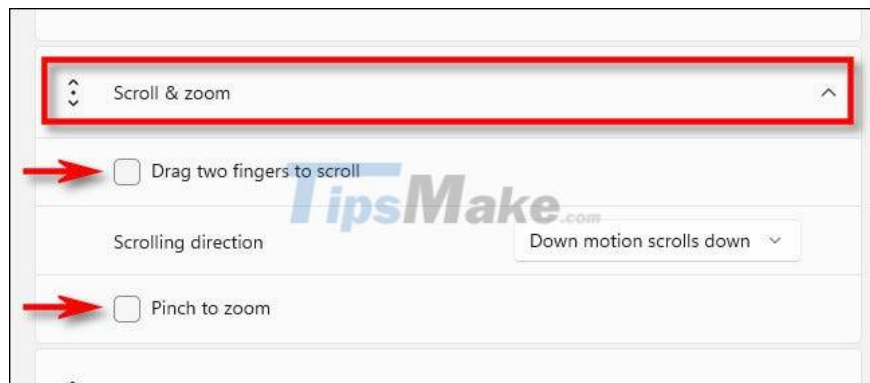 Scroll & zoom
Drag two fingers to scroll
TipsMake.com
Scrolling direction
Down motion scrolls down
Pinch to zoom